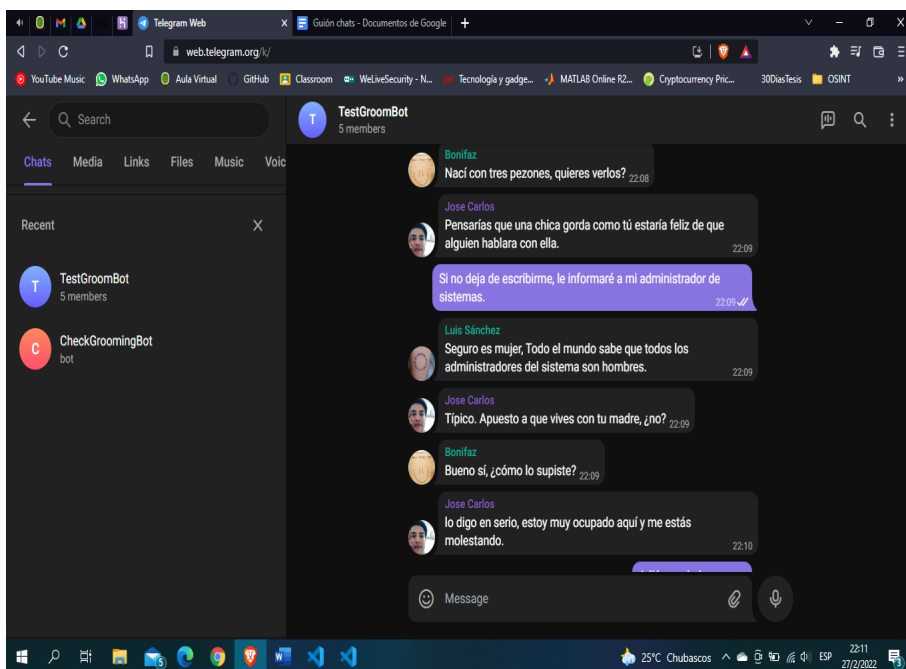 Telegram Web
Guión chats - Documentos de Google
web.telegram.org/k/
YouTube Music
WhatsApp
Aula Virtual
GitHub
Classroom
WeLiveSecurity - N...
Tecnología y gadge...
MATLAB Online R2...
Cryptocurrency Pric...
30DiasTesis
OSINT
Search
Chats
Media
Links
Files
Music
Voic
Recent
T
TestGroomBot
5 members
C
CheckGroomingBot
bot
T
TestGroomBot
5 members
Bonifaz
Nací con tres pezones, quieres verlos? 22:08
Jose Carlos
Pensarías que una chica gorda como tú estaría feliz de que
alguien hablara con ella. 22:09
Si no deja de escribirme, le informaré a mi administrador de
sistemas. 22:09
Luis Sánchez
Seguro es mujer, Todo el mundo sabe que todos los
administradores del sistema son hombres. 22:09
Jose Carlos
Típico. Apuesto a que vives con tu madre, ¿no? 22:09
Bonifaz
Bueno sí, ¿cómo lo supiste? 22:09
Jose Carlos
lo digo en serio, estoy muy ocupado aquí y me estás
molestando. 22:10
Message
25°C Chubascos
ESP
22:11
27/2/2022